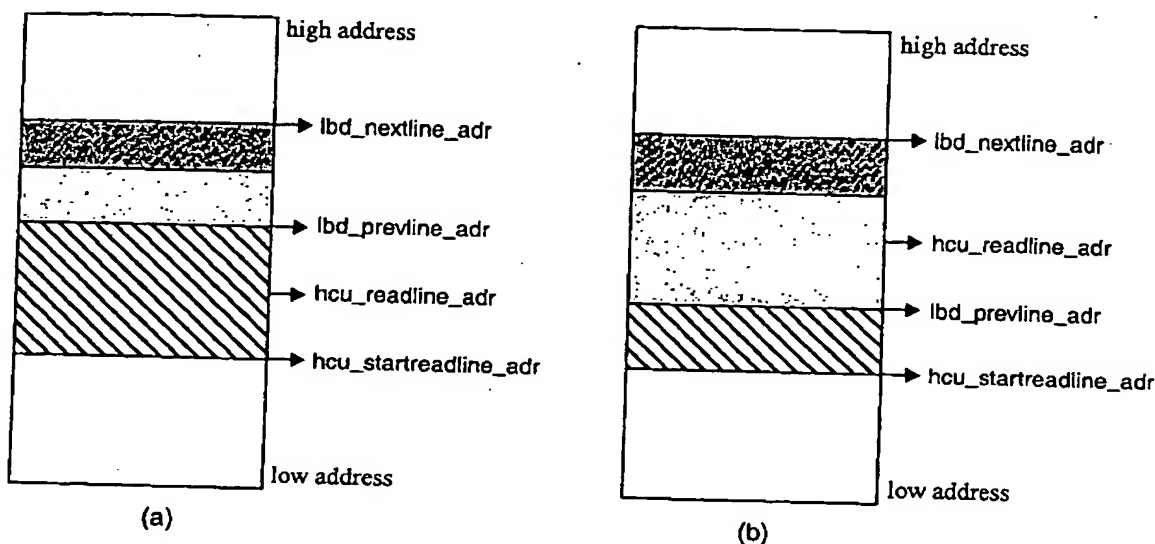 high address
lbd_nextline_adr
lbd_prevline_adr
hcu_readline_adr
hcu_startreadline_adr
low address
(a)
high address
lbd_nextline_adr
hcu_readline_adr
lbd_prevline_adr
hcu_startreadline_adr
low address
(b)